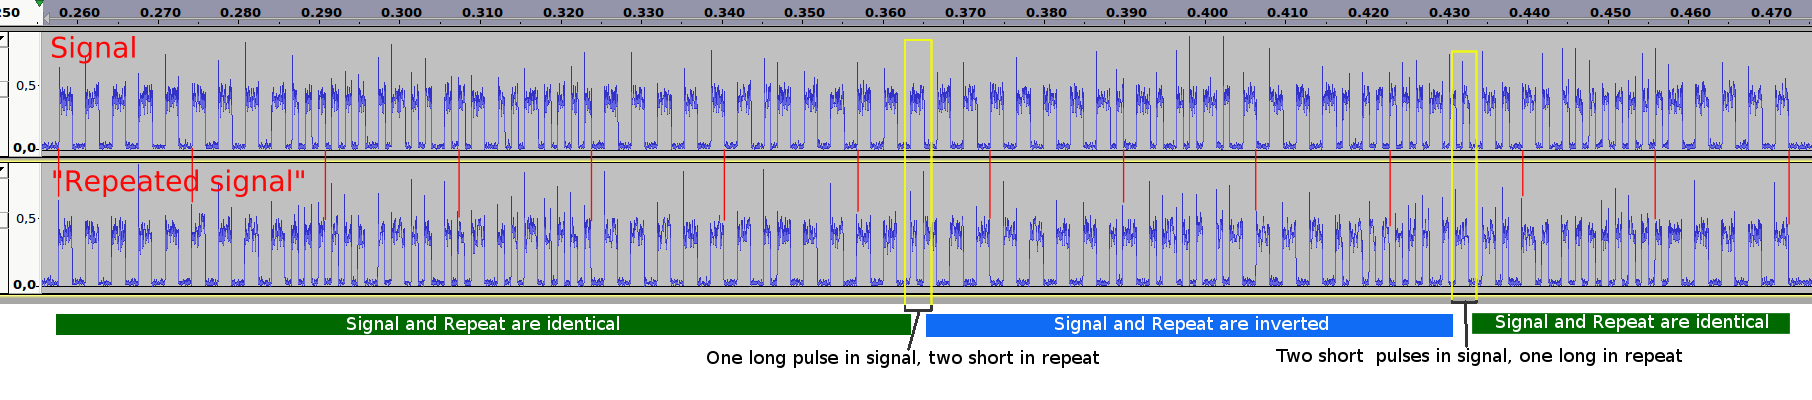 250 0.260 0.270 0.280 0.290 0.300 0.310 0.320 0.330 0.340 0.350 0.360 0.370 0.380 0.390 0.400 0.410 0.420 0.430 0.440 0.450 0.460 0.470
Signal
0,5-
0,0-
"Repeated signal"
0,5-
0,0-
Signal and Repeat are identical
Signal and Repeat are inverted
Signal and Repeat are identical
One long pulse in signal, two short in repeat
Two short pulses in signal, one long in repeat